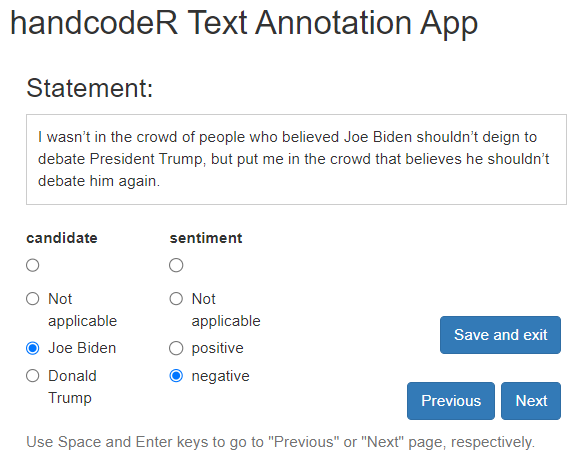 handcodeR Text Annotation App
Statement:
I wasn’t in the crowd of people who believed Joe Biden shouldn’t deign to
debate President Trump, but put me in the crowd that believes he shouldn’t
debate him again.
candidate
Not
applicable
Joe Biden
Donald
Trump
sentiment
Not
applicable
positive
negative
Save and exit
Previous
Next
Use Space and Enter keys to go to "Previous" or "Next" page, respectively.